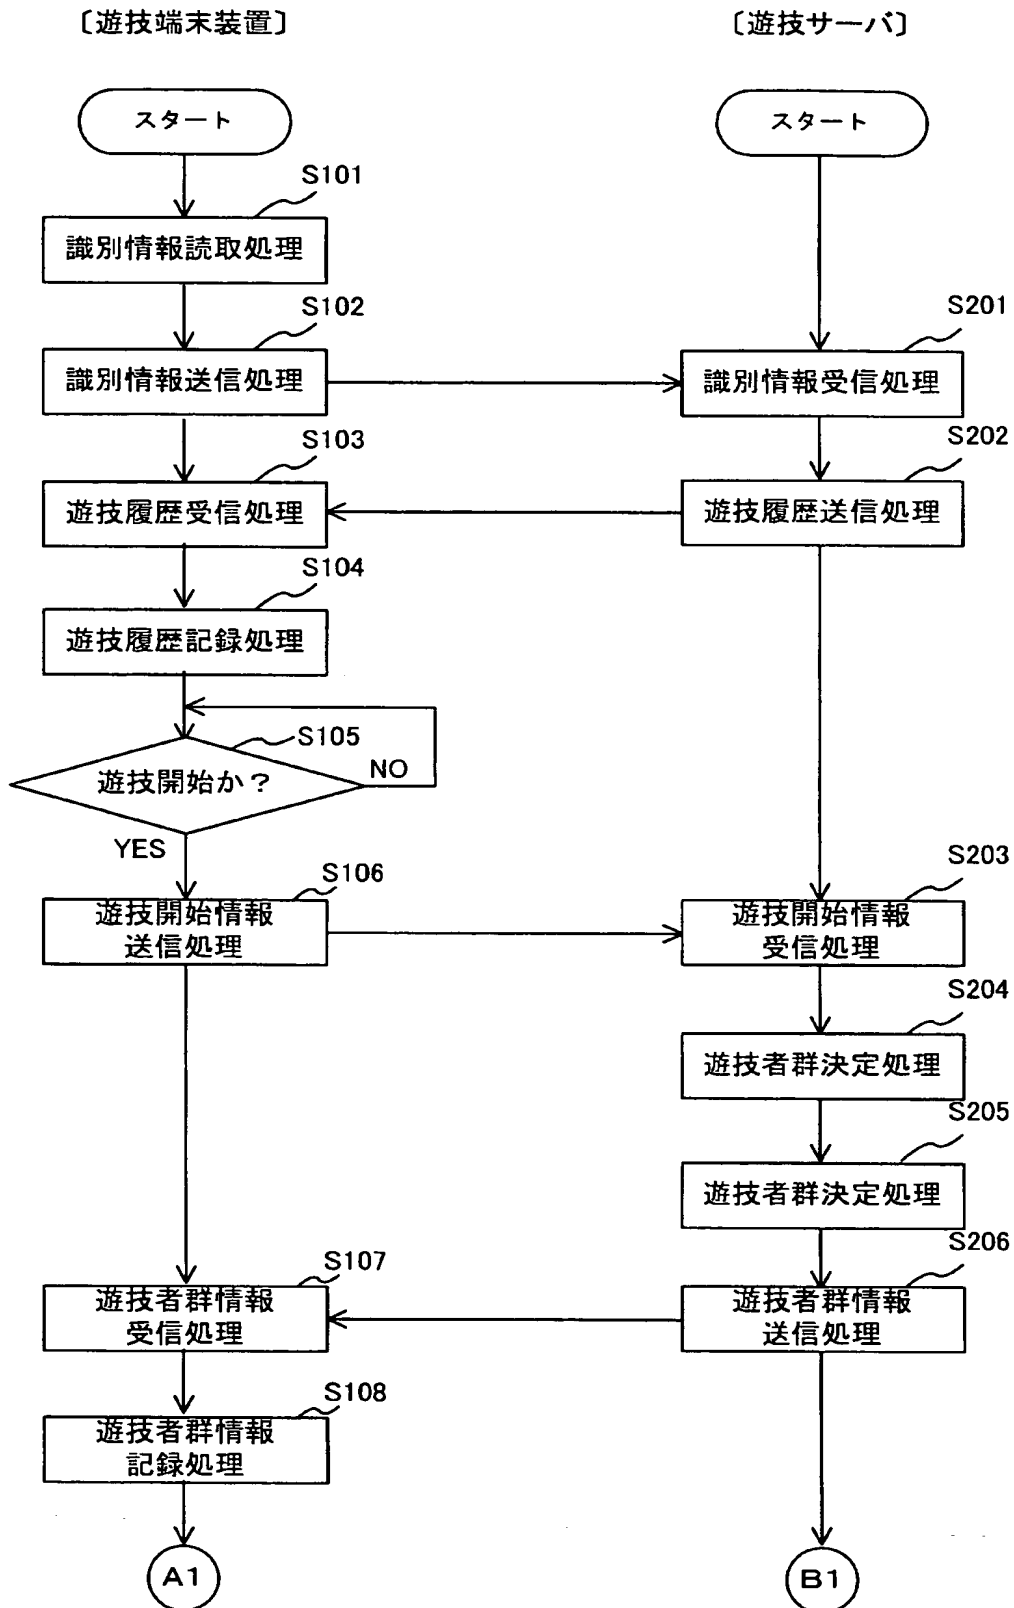 〔遊技端末装置〕
〔遊技サーバ〕
スタート
スタート
S101
識別情報読取処理
S102
識別情報送信処理
S201
識別情報受信処理
S103
遊技履歴受信処理
S202
遊技履歴送信処理
S104
遊技履歴記録処理
S105
遊技開始か？
NO
YES
S106
遊技開始情報
送信処理
S203
遊技開始情報
受信処理
S204
遊技者群決定処理
S205
遊技者群決定処理
S107
遊技者群情報
受信処理
S206
遊技者群情報
送信処理
S108
遊技者群情報
記録処理
A1
B1